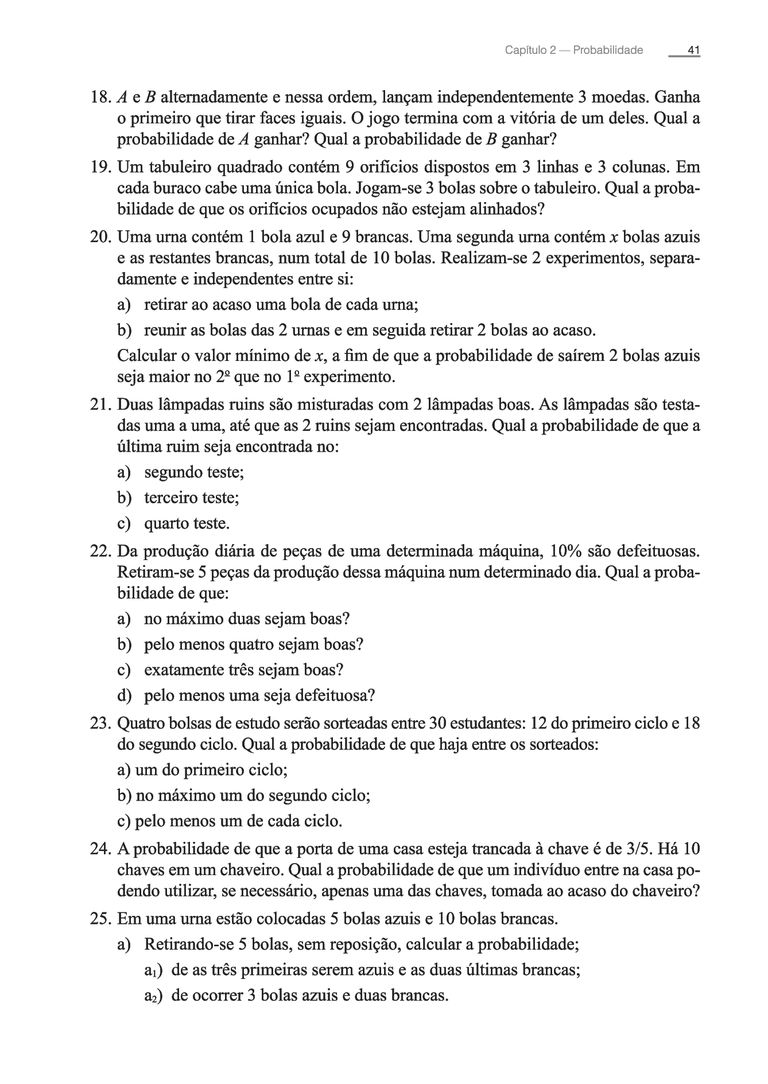 Capítulo 2 — Probabilidade 41
18. A e B alternadamente e nessa ordem, lançam independentemente 3 moedas. Ganha
o primeiro que tirar faces iguais. O jogo termina com a vitória de um deles. Qual a
probabilidade de A ganhar? Qual a probabilidade de B ganhar?
19. Um tabuleiro quadrado contém 9 orifícios dispostos em 3 linhas e 3 colunas. Em
cada buraco cabe uma única bola. Jogam-se 3 bolas sobre o tabuleiro. Qual a proba-
bilidade de que os orifícios ocupados não estejam alinhados?
20. Uma urna contém 1 bola azul e 9 brancas. Uma segunda urna contém x bolas azuis
e as restantes brancas, num total de 10 bolas. Realizam-se 2 experimentos, separa-
damente e independentes entre si:
a) retirar ao acaso uma bola de cada urna;
b) reunir as bolas das 2 urnas e em seguida retirar 2 bolas ao acaso.
Calcular o valor mínimo de x, a fim de que a probabilidade de saírem 2 bolas azuis
seja maior no 2º que no 1º experimento.
21. Duas lâmpadas ruins são misturadas com 2 lâmpadas boas. As lâmpadas são testa-
das uma a uma, até que as 2 ruins sejam encontradas. Qual a probabilidade de que a
última ruim seja encontrada no:
a) segundo teste;
b) terceiro teste;
c) quarto teste.
22. Da produção diária de peças de uma determinada máquina, 10% são defeituosas.
Retiram-se 5 peças da produção dessa máquina num determinado dia. Qual a proba-
bilidade de que:
a) no máximo duas sejam boas?
b) pelo menos quatro sejam boas?
c) exatamente três sejam boas?
d) pelo menos uma seja defeituosa?
23. Quatro bolsas de estudo serão sorteadas entre 30 estudantes: 12 do primeiro ciclo e 18
do segundo ciclo. Qual a probabilidade de que haja entre os sorteados:
a) um do primeiro ciclo;
b) no máximo um do segundo ciclo;
c) pelo menos um de cada ciclo.
24. A probabilidade de que a porta de uma casa esteja trancada à chave é de 3/5. Há 10
chaves em um chaveiro. Qual a probabilidade de que um indivíduo entre na casa po-
dendo utilizar, se necessário, apenas uma das chaves, tomada ao acaso do chaveiro?
25. Em uma urna estão colocadas 5 bolas azuis e 10 bolas brancas.
a) Retirando-se 5 bolas, sem reposição, calcular a probabilidade;
a₁) de as três primeiras serem azuis e as duas últimas brancas;
a₂) de ocorrer 3 bolas azuis e duas brancas.